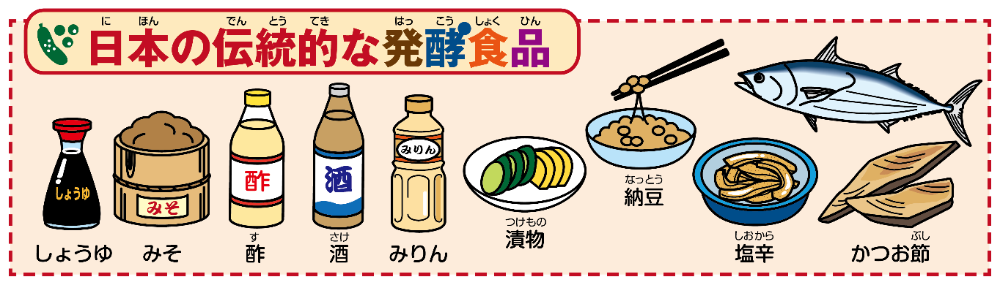 に ほん でん とう てき はっ こう しょく ひん
日本の伝統的な発酵食品
しょうゆ
みそ
酢
酒
みりん
しょうゆ
みそ
す
酢
さけ
酒
みりん
つけもの
漬物
なっとう
納豆
しおから
塩辛
ぶし
かつお節